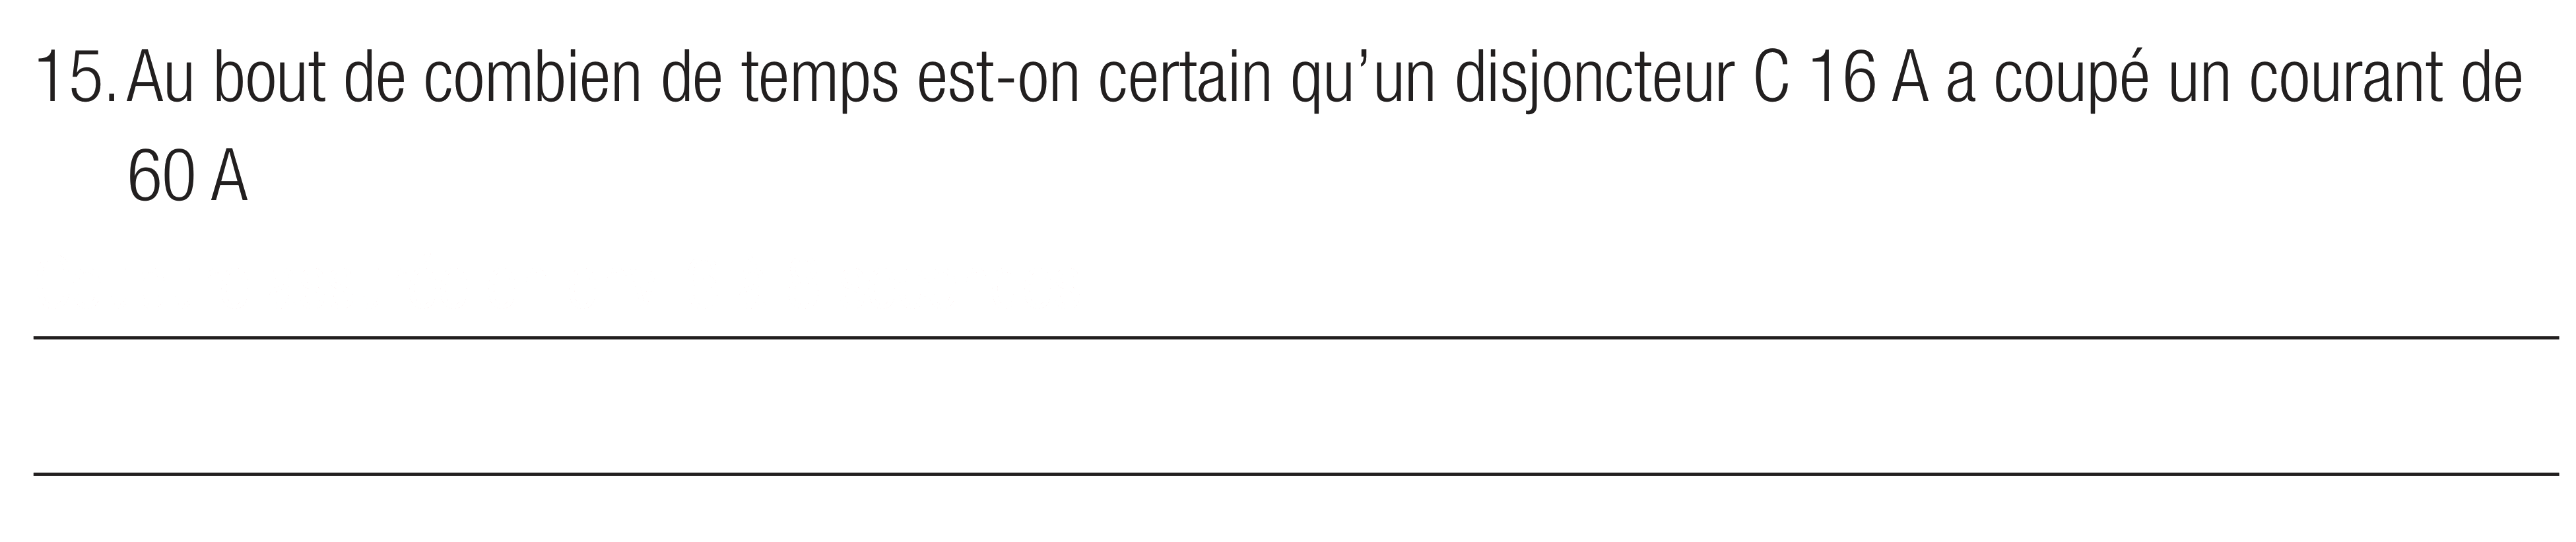 15. Au bout de combien de temps est-on certain qu’un disjoncteur C 16 A a coupé un courant de
60 A